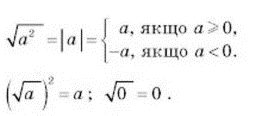 √a² = |a| = { a, якщо a ⩾ 0,
−a, якщо a < 0.
(√a)² = a ; √0 = 0 .